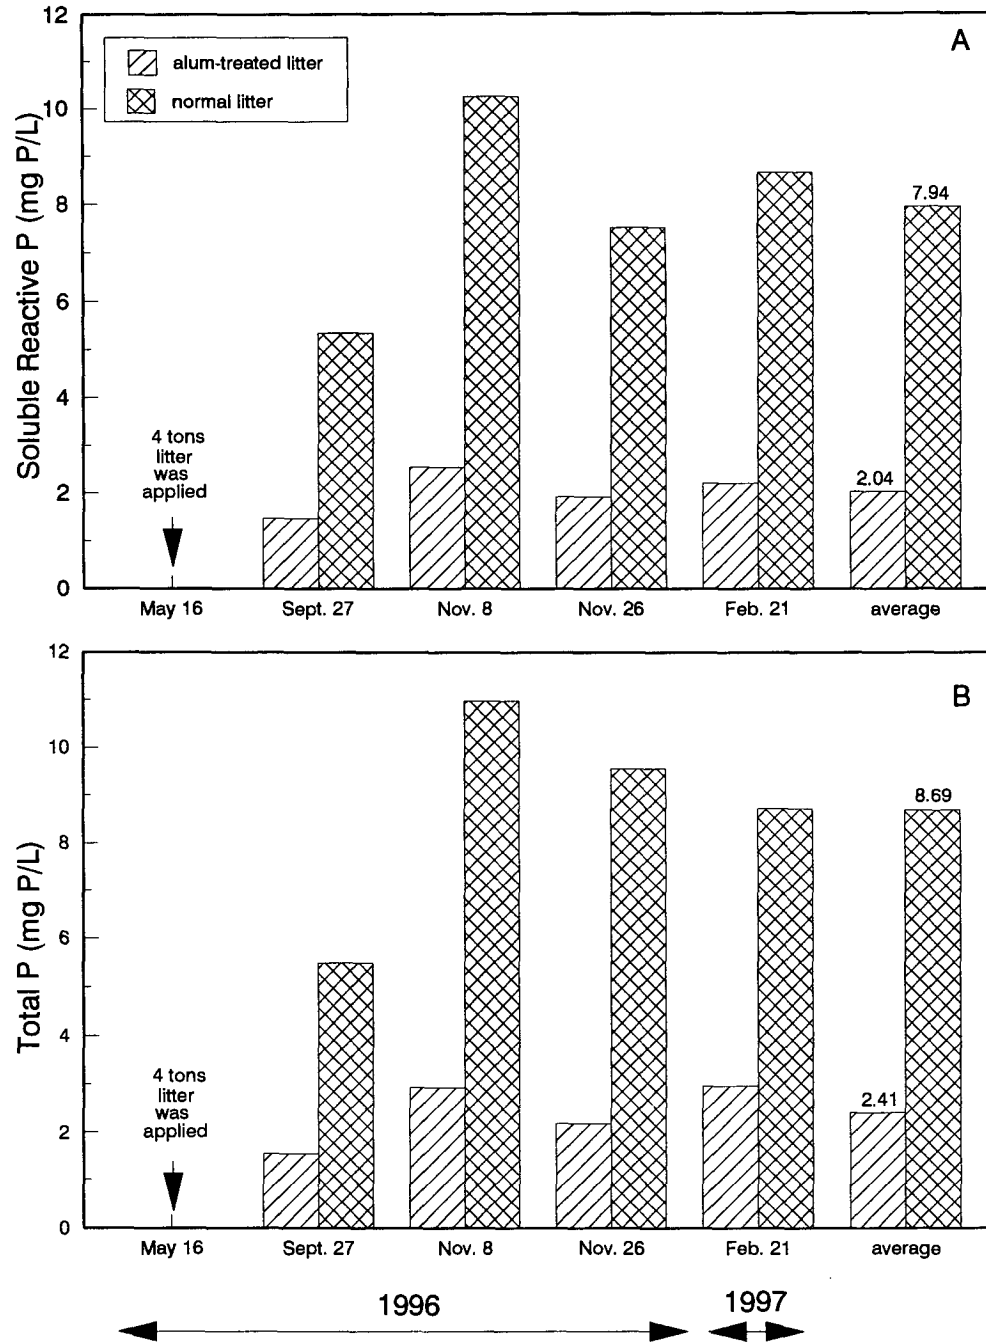 12
A
alum-treated litter
normal litter
10
8
6
4
2
0
Soluble Reactive P (mg P/L)
4 tons
litter
was
applied
7.94
2.04
May 16 Sept. 27 Nov. 8 Nov. 26 Feb. 21 average
12
B
10
8
6
4
2
0
Total P (mg P/L)
4 tons
litter
was
applied
8.69
2.41
May 16 Sept. 27 Nov. 8 Nov. 26 Feb. 21 average
1996 1997